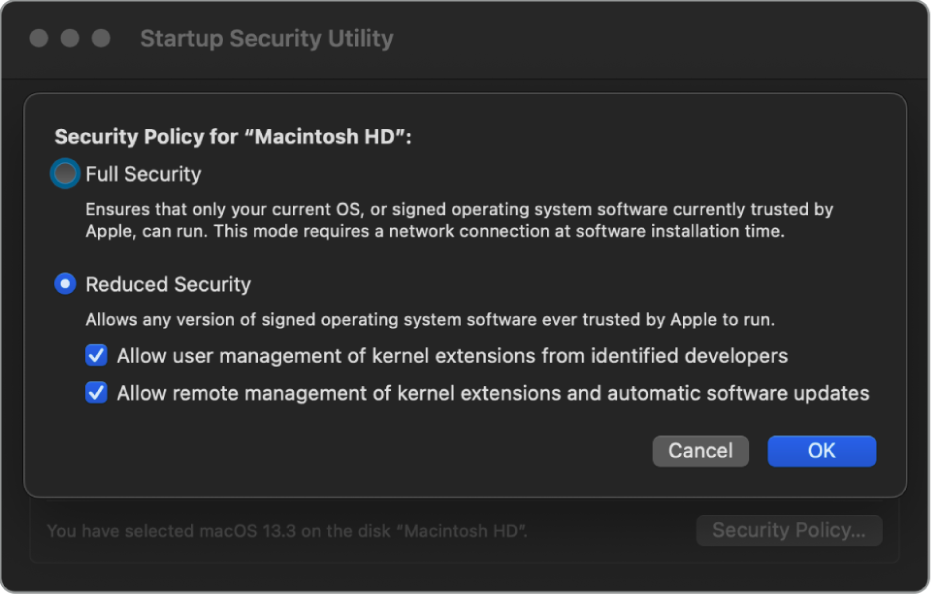 Startup Security Utility
Security Policy for “Macintosh HD”:
Full Security
Ensures that only your current OS, or signed operating system software currently trusted by
Apple, can run. This mode requires a network connection at software installation time.
Reduced Security
Allows any version of signed operating system software ever trusted by Apple to run.
Allow user management of kernel extensions from identified developers
Allow remote management of kernel extensions and automatic software updates
Cancel
OK
You have selected macOS 13.3 on the disk “Macintosh HD”.
Security Policy...